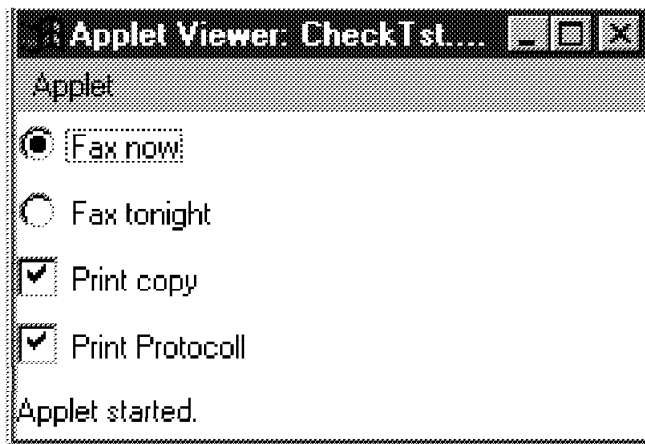 Applet Viewer: CheckTst....
Applet
Fax now
Fax tonight
Print copy
Print Protocoll
Applet started.